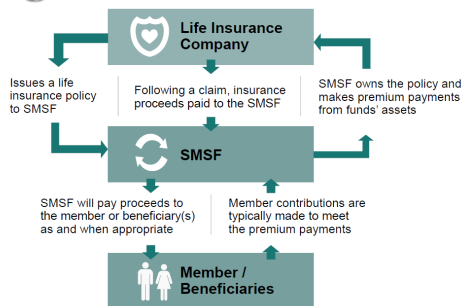 Life Insurance
Company
Issues a life
insurance policy
to SMSF
Following a claim, insurance
proceeds paid to the SMSF
SMSF owns the policy and
makes premium payments
from funds' assets
SMSF
SMSF will pay proceeds to
the member or beneficiary(s)
as and when appropriate
Member contributions are
typically made to meet
the premium payments
Member /
Beneficiaries